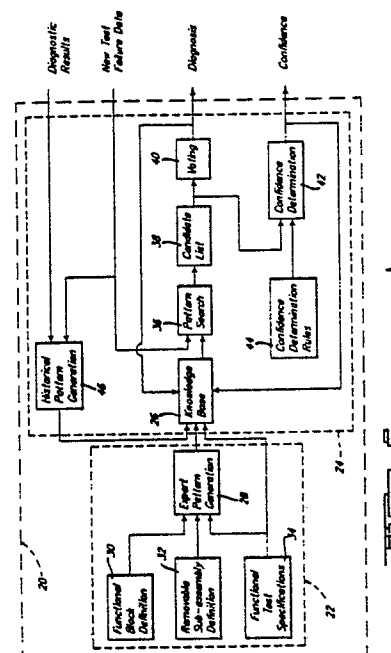 Diagnostic
Results
New Test
Failure Data
Diagnosis
Confidence
Historical
Pattern
Generation
46
40
Voting
38
Candidate
List
36
Pattern
Search
26
Knowledge
Base
Confidence
Determination
42
44
Confidence
Determination
Rules
24
20
Expert
Pattern
Generation
28
30
Functional
Block
Definition
32
Removable
Sub-assembly
Definition
Functional
Test
Specifications
34
22